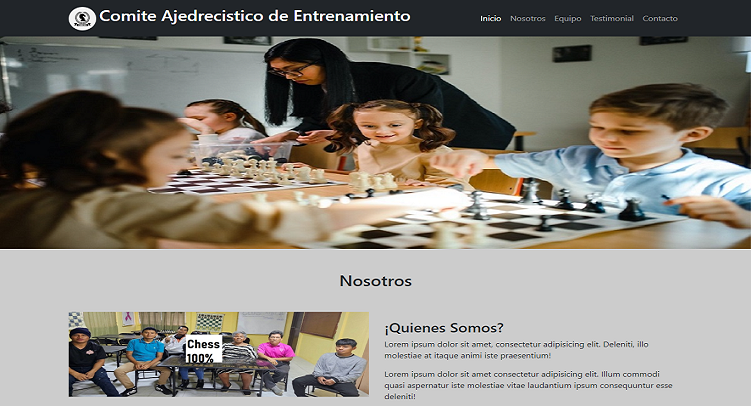 Comite Ajedrecistico de Entrenamiento
Inicio Nosotros Equipo Testimonial Contacto
Nosotros
Chess
100%
¡Quienes Somos?
Lorem ipsum dolor sit amet, consectetur adipisicing elit. Deleniti, illo
molestiae at itaque animi iste praesentium!
Lorem ipsum dolor sit amet consectetur adipisicing elit. Illum commodi
quasi aspernatur iste molestiae vitae laudantium ipsum consequuntur esse
deleniti!